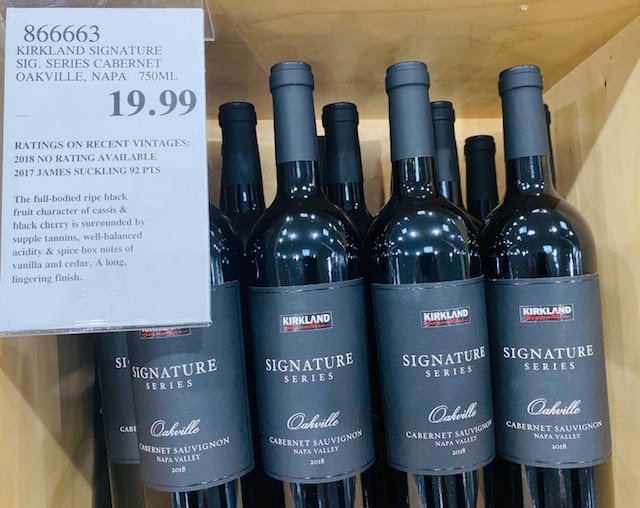 866663
KIRKLAND SIGNATURE
SIG. SERIES CABERNET
OAKVILLE, NAPA 750ML
19.99
RATINGS ON RECENT VINTAGES:
2018 NO RATING AVAILABLE
2017 JAMES SUCKLING 92 PTS
The full-bodied ripe black
fruit character of cassis &
black cherry is surrounded by
supple tannins, well-balanced
acidity & spice box notes of
vanilla and cedar. A long,
lingering finish.
KIRKLAND
SIGNATURE
SERIES
Oakville
CABERNET SAUVIGNON
NAPA VALLEY
2018
KIRKLAND
Signature
SIGNATURE
SERIES
Oakville
CABERNET SAUVIGNON
NAPA VALLEY
2018
KIRKLAND
Signature
SIGNATURE
SERIES
Oakville
CABERNET SAUVIGNON
NAPA VALLEY
2018
KIRKLAND
Signature
SIGNATURE
SERIES
Oakville
CABERNET SAUVIGNON
NAPA VALLEY
2018